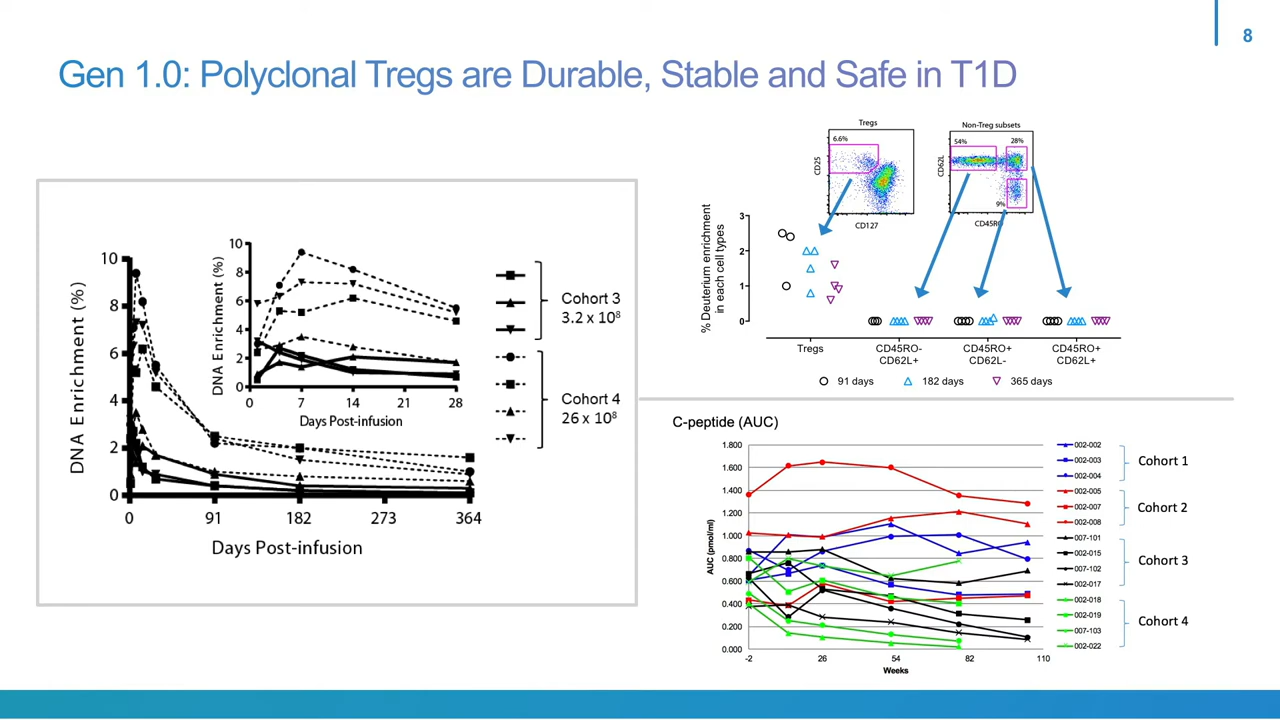 8
Gen 1.0: Polyclonal Tregs are Durable, Stable and Safe in T1D
DNA Enrichment (%)
10
8
6
4
2
0
0
91
182
273
364
Days Post-infusion
DNA Enrichment (%)
10
8
6
4
2
0
0
7
14
21
28
Days Post-infusion
Cohort 3
3.2 x 10⁸
Cohort 4
26 x 10⁸
Tregs
6.6%
CD25
CD127
Non-Treg subsets
54%
28%
9%
CD62L
CD45RO
% Deuterium enrichment
in each cell types
3
2
1
0
Tregs
CD45RO-
CD62L+
CD45RO+
CD62L-
CD45RO+
CD62L+
91 days
182 days
365 days
C-peptide (AUC)
AUC (pmol/ml)
1.800
1.600
1.400
1.200
1.000
0.800
0.600
0.400
0.200
0.000
-2
26
54
82
110
Weeks
002-002
002-003
002-004
002-005
002-007
002-008
007-101
002-015
007-102
002-017
002-018
002-019
007-103
002-022
Cohort 1
Cohort 2
Cohort 3
Cohort 4